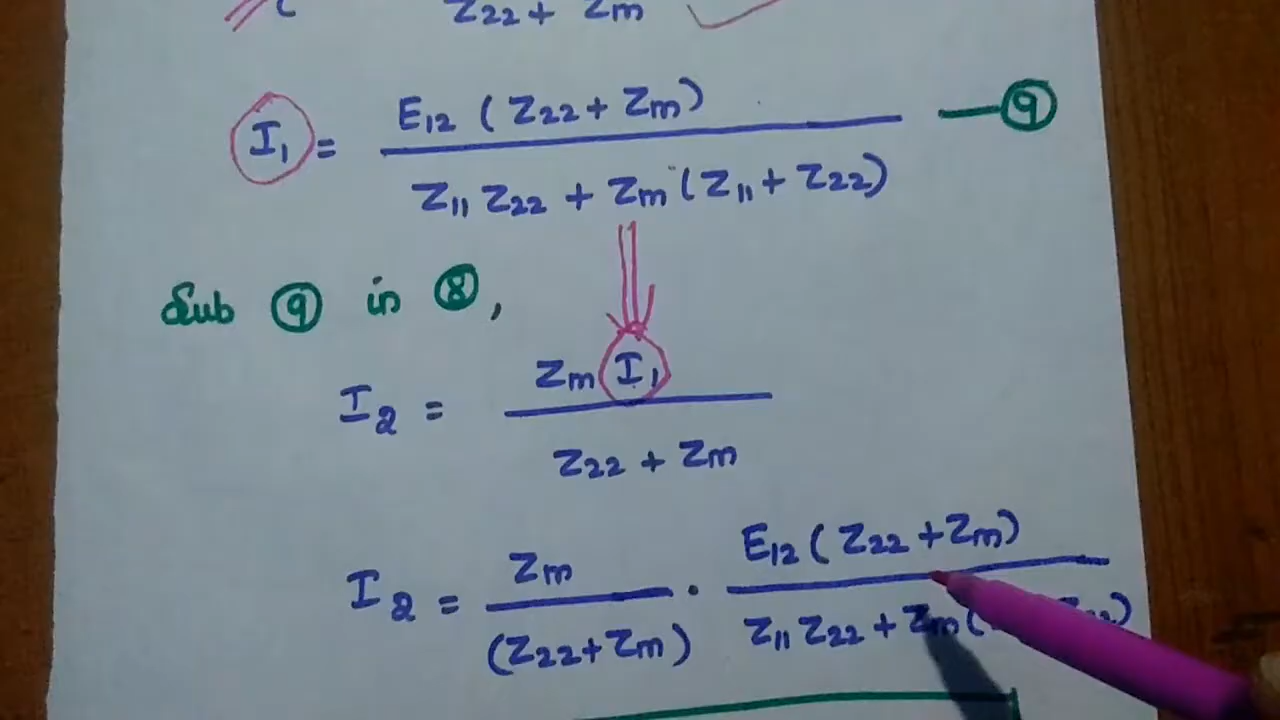 Z22 + Zm
I1 = E12 (Z22 + Zm) / Z11 Z22 + Zm (Z11 + Z22) — 9
Sub 9 in 8,
I2 = Zm I1 / Z22 + Zm
I2 = Zm / (Z22 + Zm) . E12 (Z22 + Zm) / Z11 Z22 + Zm (